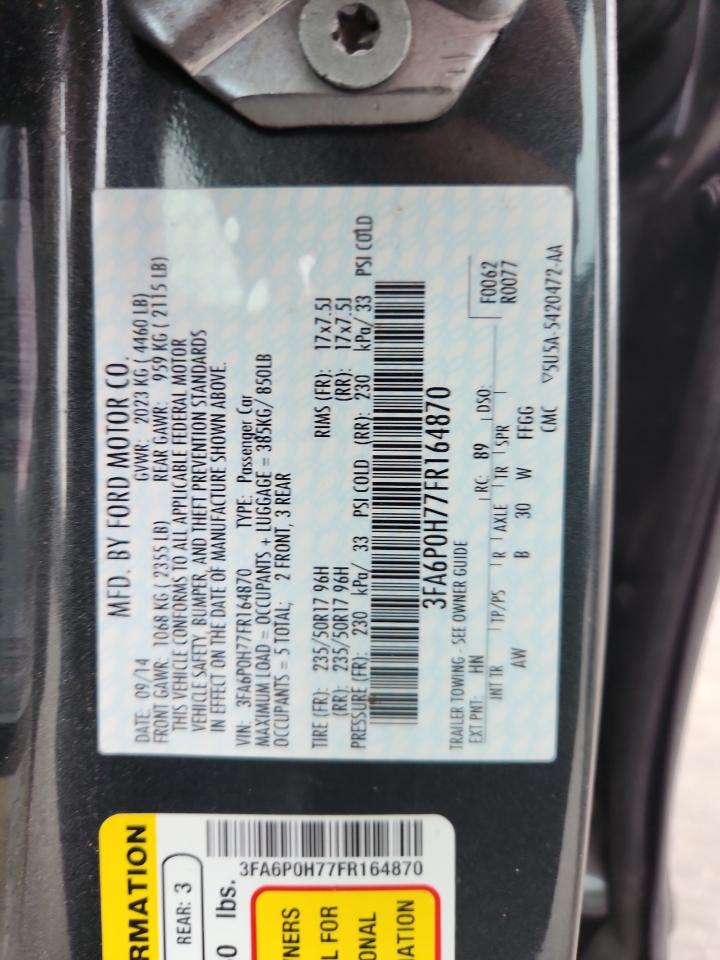 MFD. BY FORD MOTOR CO.
DATE: 09/14 GVWR: 2023 KG ( 4460 LB)
FRONT GAWR: 1068 KG ( 2355 LB) REAR GAWR: 959 KG ( 2115 LB)
THIS VEHICLE CONFORMS TO ALL APPLICABLE FEDERAL MOTOR
VEHICLE SAFETY, BUMPER, AND THEFT PREVENTION STANDARDS
IN EFFECT ON THE DATE OF MANUFACTURE SHOWN ABOVE.
VIN: 3FA6P0H77FR164870 TYPE: Passenger Car
MAXIMUM LOAD = OCCUPANTS + LUGGAGE = 385KG/ 850LB
OCCUPANTS = 5 TOTAL; 2 FRONT, 3 REAR
TIRE (FR): 235/50R17 96H RIMS (FR): 17x7.5J
(RR): 235/50R17 96H (RR): 17x7.5J
PRESSURE (FR): 230 kPa/ 33 PSI COLD (RR): 230 kPa/ 33 PSI COLD
3FA6P0H77FR164870
TRAILER TOWING - SEE OWNER GUIDE
F0062
EXT PNT: HN RC: 89 DSO:
R0077
INT TR TP/PS R AXLE TR SPR
AW B 30 W FFGG
CMC ▽5U5A-5420472-AA
RMATION
REAR: 3
0 lbs.
3FA6P0H77FR164870
NERS
L FOR
ONAL
ATION